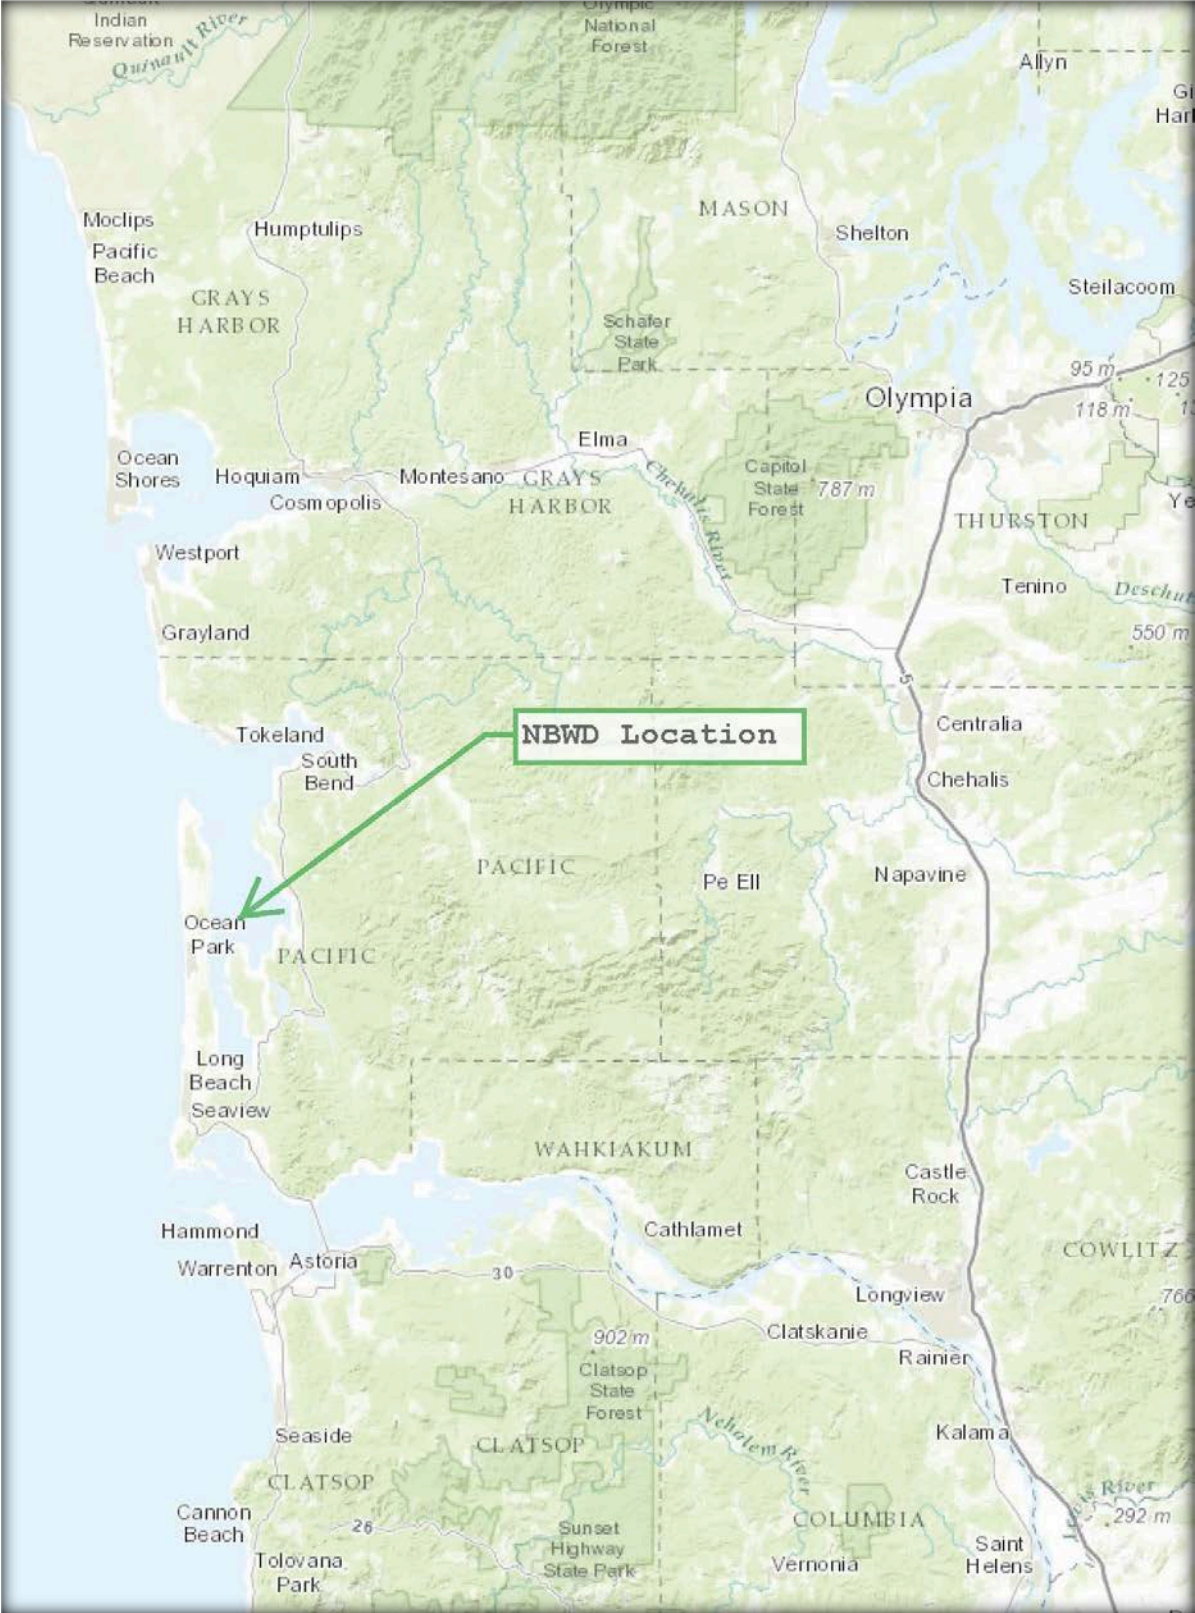 Indian
Reservation
Quinault River
Olympic
National
Forest
Allyn
Moclips
Pacific
Beach
Humptulips
MASON
Shelton
GRAYS
HARBOR
Steilacoom
Schafer
State
Park
95 m
125
118 m
Olympia
Ocean
Shores
Hoquiam
Cosmopolis
Montesano
Elma
GRAYS
HARBOR
Chehalis River
Capitol
State
Forest
787 m
THURSTON
Westport
Tenino
Grayland
550 m
5
Tokeland
South
Bend
NBWD Location
Centralia
Chehalis
PACIFIC
Pe Ell
Napavine
Ocean
Park
PACIFIC
Long
Beach
Seaview
WAHKIAKUM
Castle
Rock
Hammond
Warrenton
Astoria
Cathlamet
COWLITZ
30
Longview
766
902 m
Clatskanie
Rainier
Clatsop
State
Forest
Seaside
CLATSOP
Nehalem River
Kalama
CLATSOP
Cannon
Beach
26
Sunset
Highway
State Park
COLUMBIA
Lewis River
292 m
Tolovana
Park
Vernonia
Saint
Helens